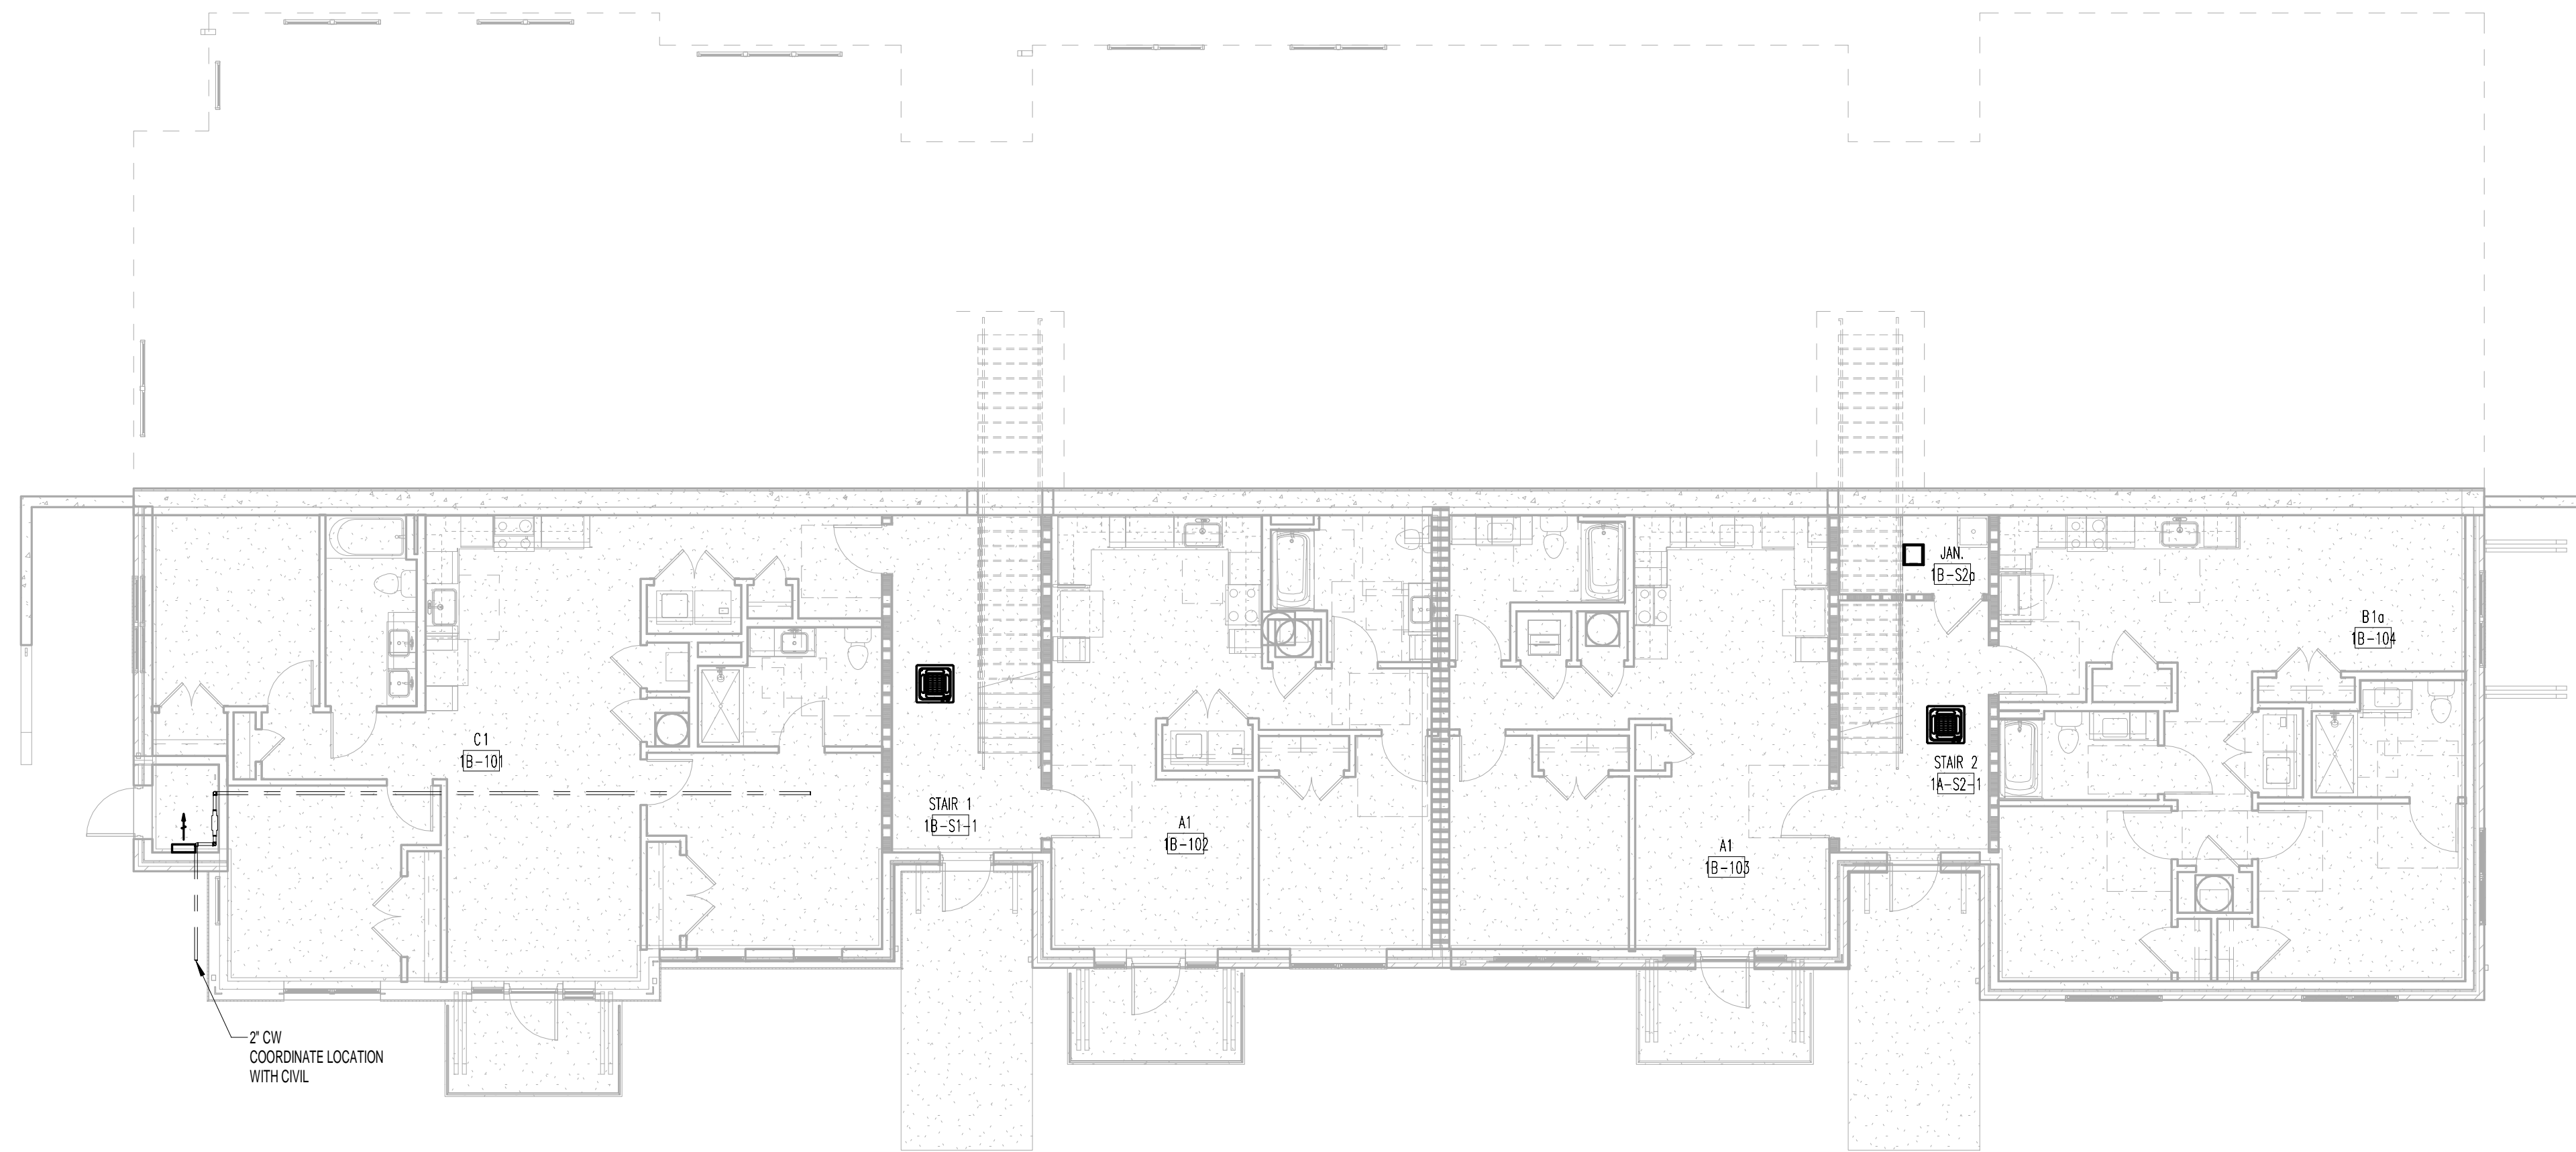 JAN.
1B-S2a
B1a
1B-104
C1
1B-101
STAIR 2
1A-S2-1
STAIR 1
1B-S1-1
A1
1B-102
A1
1B-103
2" CW
COORDINATE LOCATION
WITH CIVIL